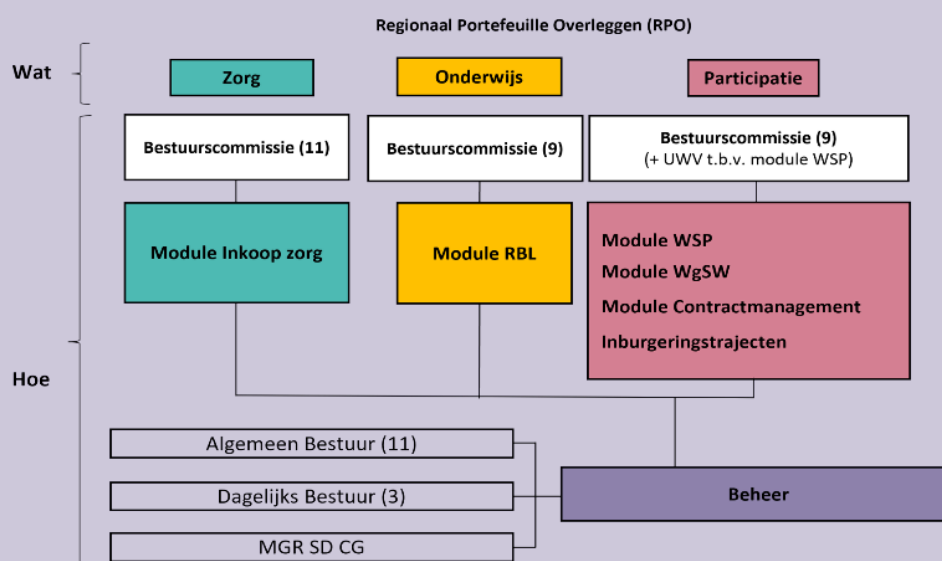 Regionaal Portefeuille Overleggen (RPO)
Wat
Zorg
Onderwijs
Participatie
Bestuurscommissie (11)
Bestuurscommissie (9)
Bestuurscommissie (9)
(+ UWV t.b.v. module WSP)
Module Inkoop zorg
Module RBL
Module WSP
Module WgSW
Module Contractmanagement
Inburgeringstrajecten
Hoe
Algemeen Bestuur (11)
Dagelijks Bestuur (3)
Beheer
MGR SD CG